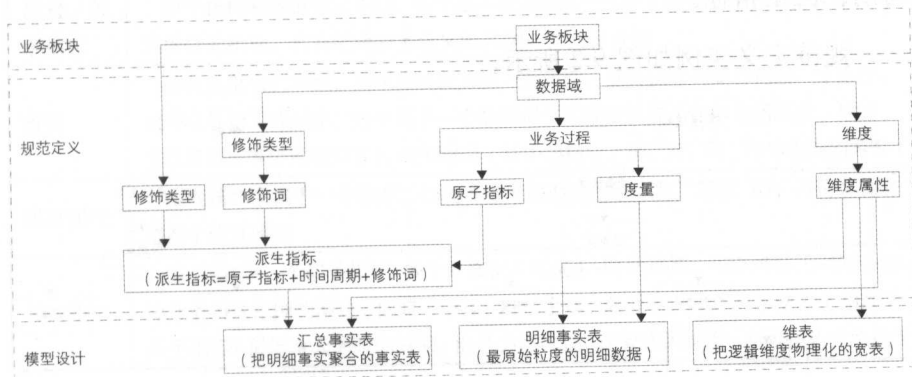 业务板块
业务板块
数据域
规范定义
修饰类型
业务过程
维度
修饰类型
修饰词
原子指标
度量
维度属性
派生指标
（派生指标=原子指标+时间周期+修饰词）
模型设计
汇总事实表
（把明细事实聚合的事实表）
明细事实表
（最原始粒度的明细数据）
维表
（把逻辑维度物理化的宽表）